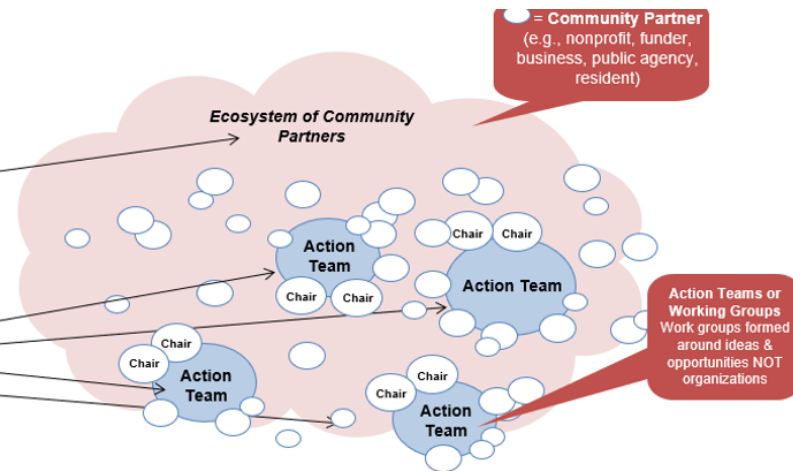 = Community Partner
(e.g., nonprofit, funder,
business, public agency,
resident)
Ecosystem of Community
Partners
Action
Team
Chair
Chair
Chair
Chair
Action Team
Action Teams or
Working Groups
Work groups formed
around ideas &
opportunities NOT
organizations
Chair
Chair
Action
Team
Chair
Chair
Action
Team